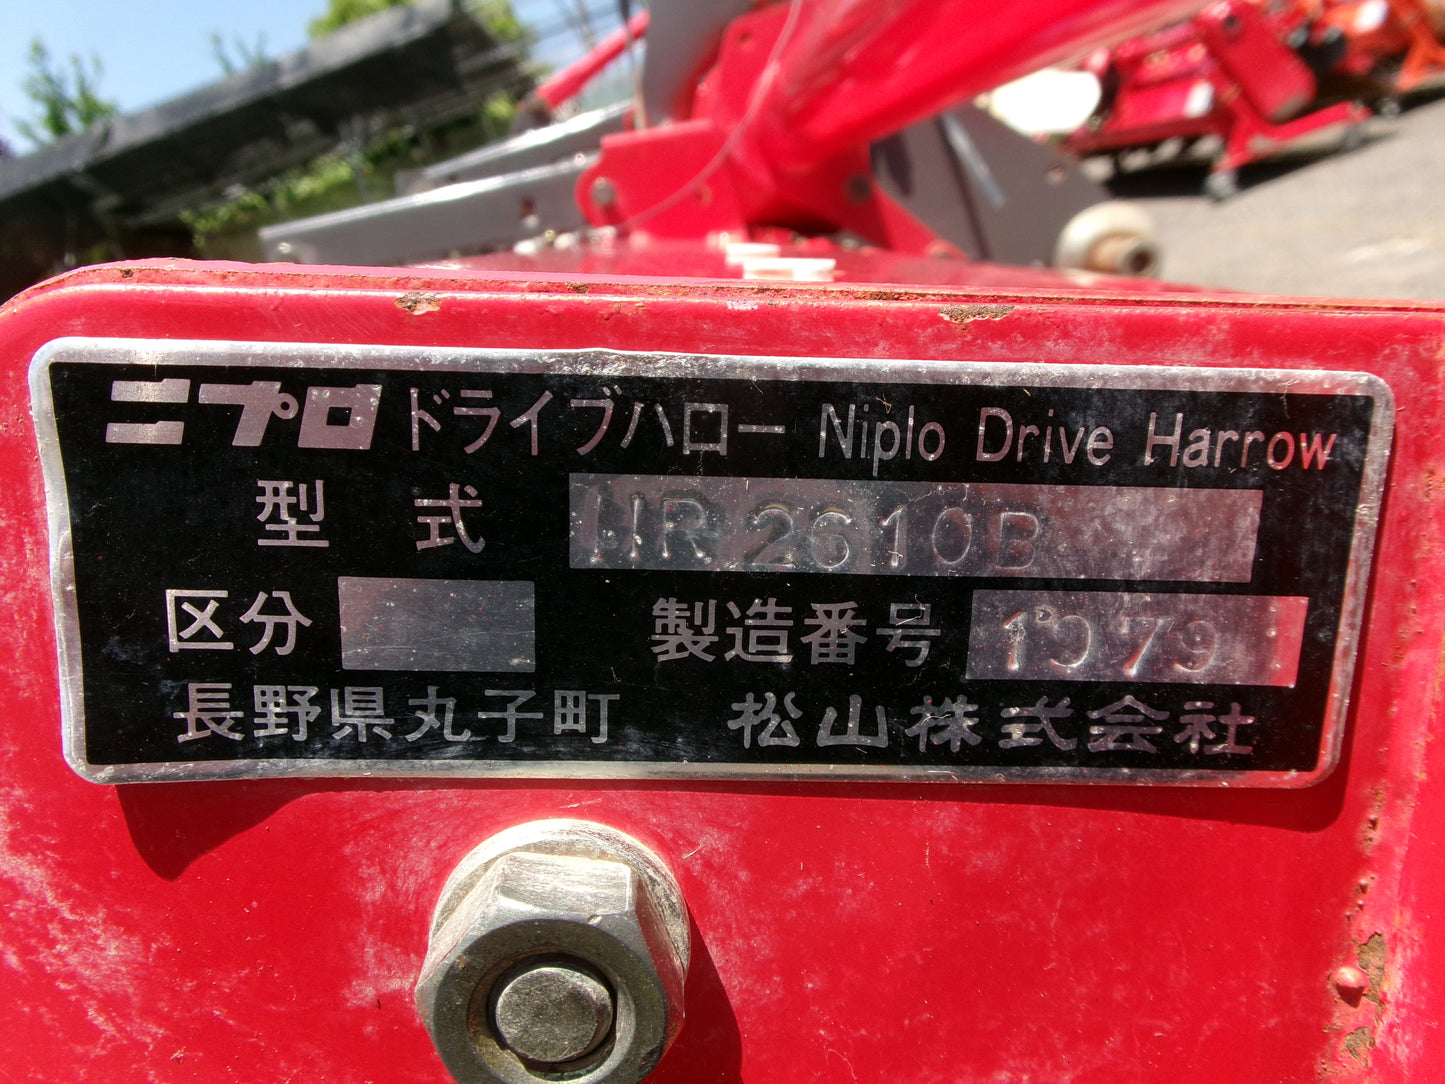 ニプロ ドライブハロー Niplo Drive Harrow
型式 HR2610B
区分 製造番号 1079
長野県丸子町 松山株式会社